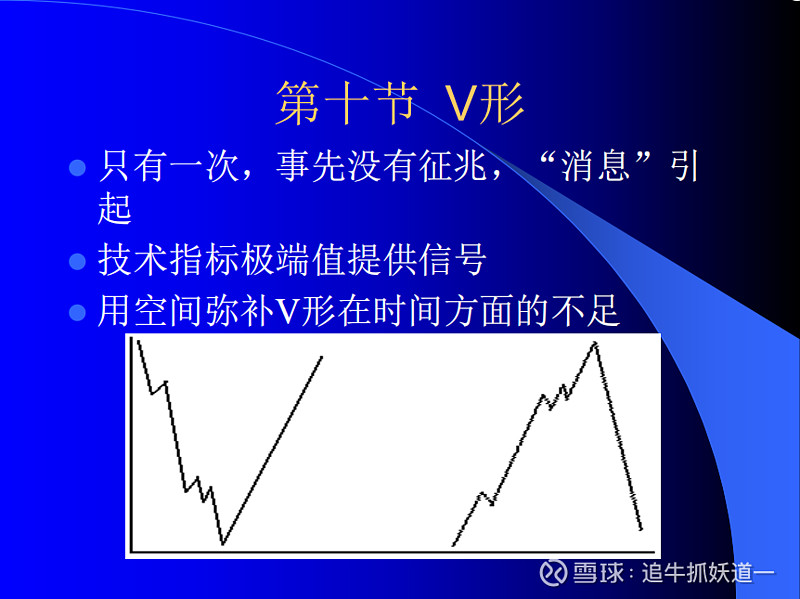 第十节 V形
只有一次，事先没有征兆，“消息”引
起
技术指标极端值提供信号
用空间弥补V形在时间方面的不足
雪球：追牛抓妖道一